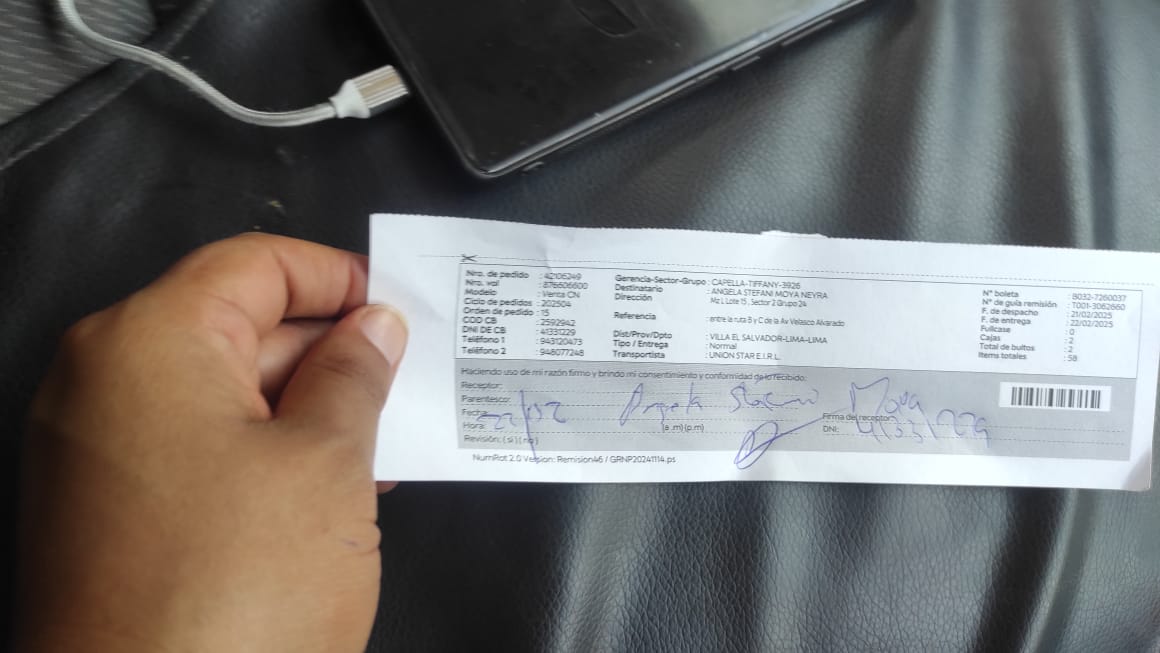 Nro. de pedido : 42106249
Nro. val : 876606600
Modelo : Venta CN
Ciclo de pedidos : 202504
Orden de pedido : 15
COD CB : 2592942
DNI DE CB : 41331229
Teléfono 1 : 943120473
Teléfono 2 : 948077248
Gerencia-Sector-Grupo : CAPELLA-TIFFANY-3926
Destinatario : ANGELA STEFANI MOYA NEYRA
Dirección Mz L Lote 15 , Sector 2 Grupo 24
Referencia : entre la ruta B y C de la Av Velasco Alvarado
Dist/Prov/Dpto : VILLA EL SALVADOR-LIMA-LIMA
Tipo / Entrega : Normal
Transportista : UNION STAR E.I.R.L.
N° boleta : B032-7260037
N° de guía remisión : T001-3062660
F. de despacho : 21/02/2025
F. de entrega : 22/02/2025
Fullcase : 0
Cajas : 2
Total de bultos : 2
Items totales : 58
Haciendo uso de mi razón firmo y brindo mi consentimiento y conformidad de lo recibido:
Receptor: Angela Moya
Parentesco:
Fecha: 22/02
Hora: (a .m) (p.m)
Revisión: ( si ) ( no )
Firma del receptor:
DNI: 41331229
NumRot 2.0 Version: Remision46 / GRNP20241114.ps